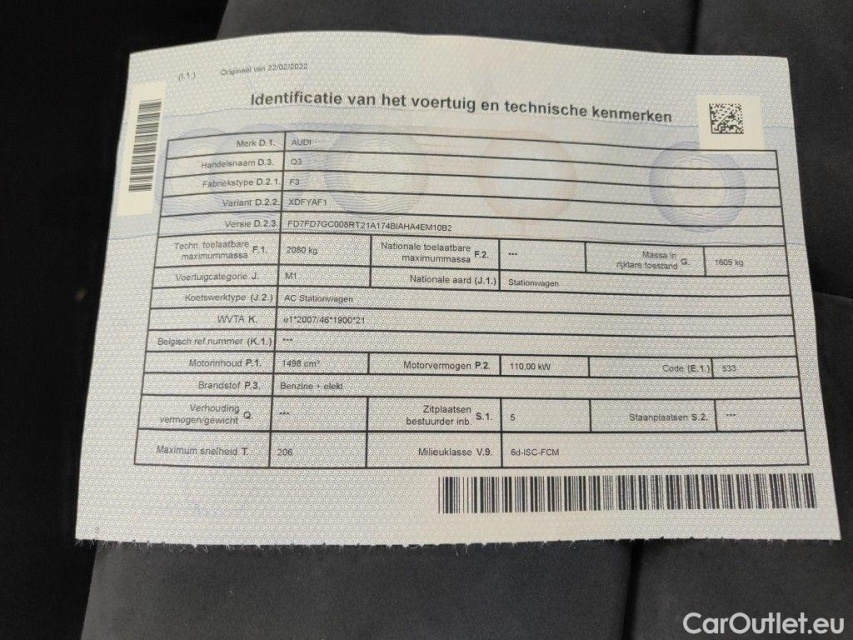 (I.1.) Origineel van 22/02/2022
Identificatie van het voertuig en technische kenmerken
Merk D.1. AUDI
Handelsnaam D.3. Q3
Fabriekstype D.2.1. F3
Variant D.2.2. XDFYAF1
Versie D.2.3. FD7FD7GC008RT21A174BIAHA4EM10B2
Techn. toelaatbare maximummassa F.1. 2080 kg Nationale toelaatbare maximummassa F.2. --- Massa in rijklare toestand G. 1605 kg
Voertuigcategorie J. M1 Nationale aard (J.1.) Stationwagen
Koetswerktype (J.2.) AC Stationwagen
WVTA K. e1*2007/46*1900*21
Belgisch ref.nummer (K.1.) ---
Motorinhoud P.1. 1498 cm³ Motorvermogen P.2. 110,00 kW Code (E.1.) 533
Brandstof P.3. Benzine + elekt
Verhouding vermogen/gewicht Q. --- Zitplaatsen bestuurder inb. S.1. 5 Staanplaatsen S.2. ---
Maximum snelheid T. 206 Milieuklasse V.9. 6d-ISC-FCM
CarOutlet.eu